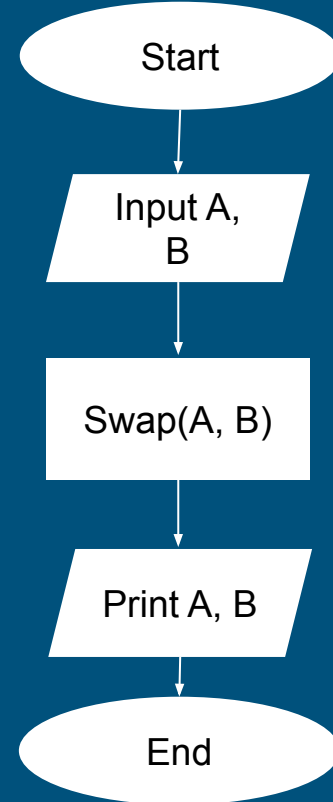 Start
Input A,
B
Swap(A, B)
Print A, B
End